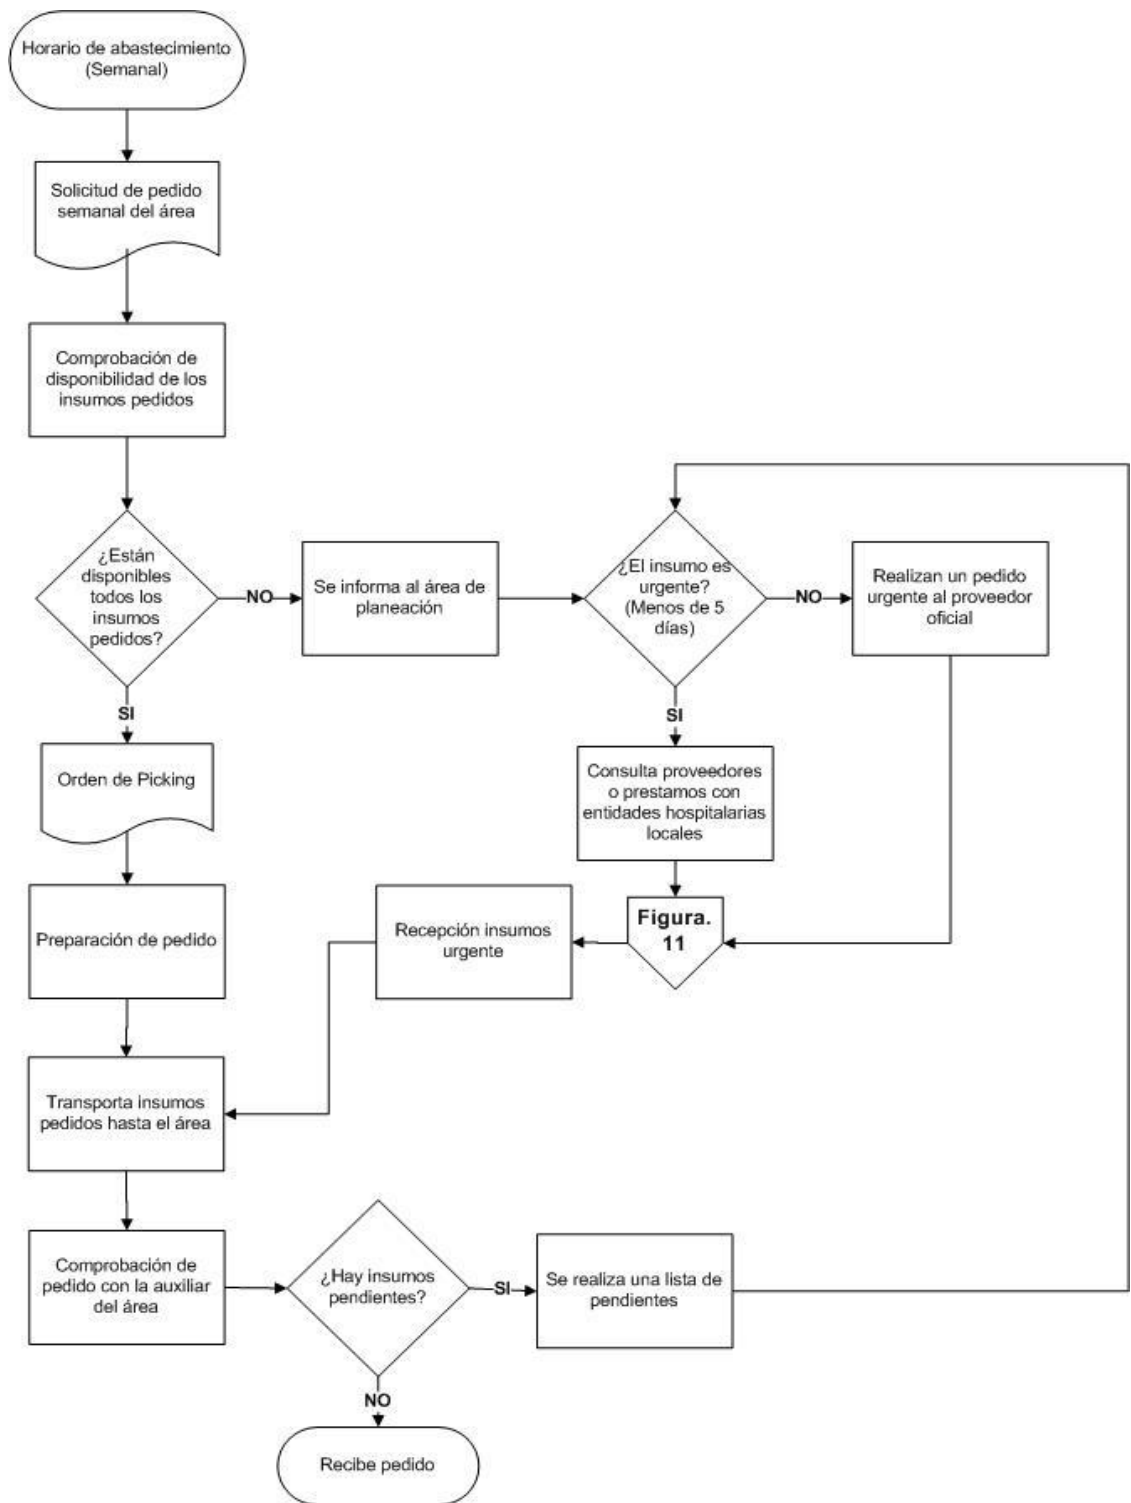 Horario de abastecimiento
(Semanal)
Solicitud de pedido
semanal del área
Comprobación de
disponibilidad de los
insumos pedidos
¿Están
disponibles
todos los
insumos
pedidos?
NO
Se informa al área de
planeación
¿El insumo es
urgente?
(Menos de 5
días)
NO
Realizan un pedido
urgente al proveedor
oficial
SI
SI
Orden de Picking
Consulta proveedores
o prestamos con
entidades hospitalarias
locales
Preparación de pedido
Recepción insumos
urgente
Figura.
11
Transporta insumos
pedidos hasta el área
Comprobación de
pedido con la auxiliar
del área
¿Hay insumos
pendientes?
SI
Se realiza una lista de
pendientes
NO
Recibe pedido